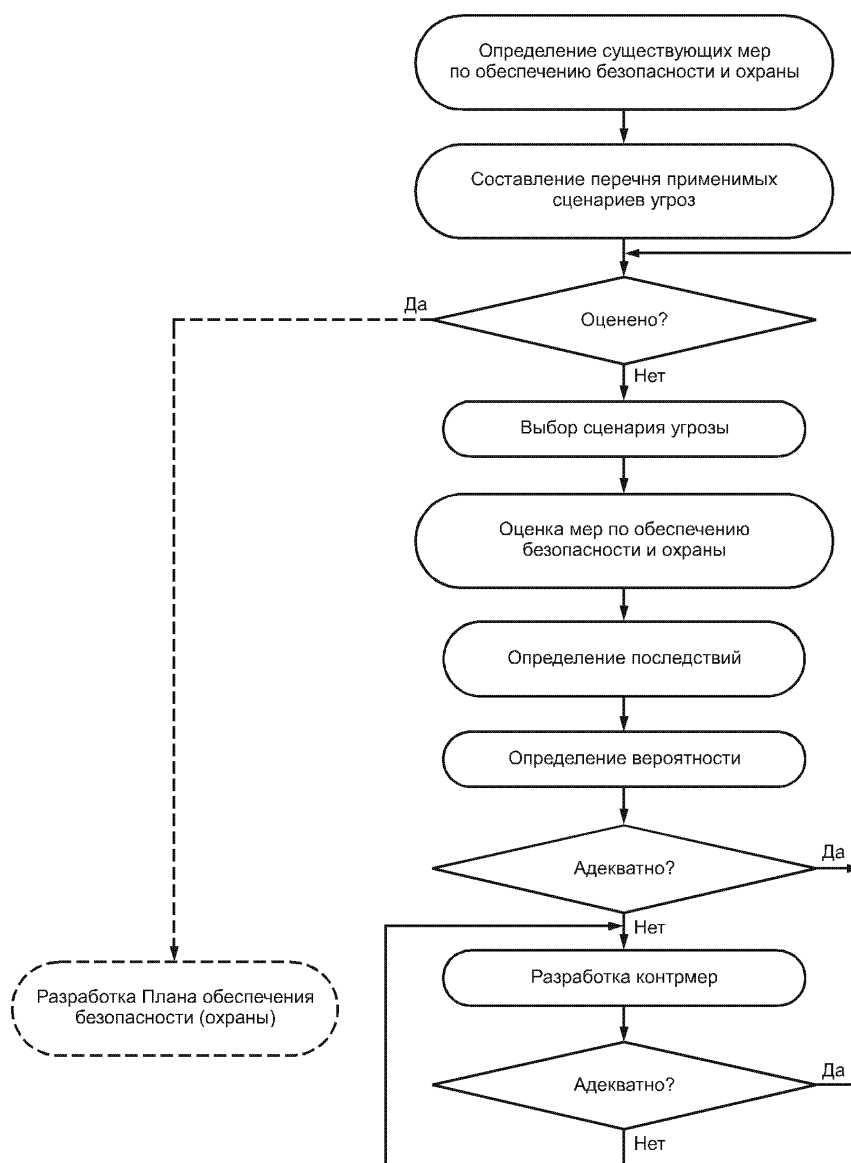 Определение существующих мер
по обеспечению безопасности и охраны
Составление перечня применимых
сценариев угроз
Да
Оценено?
Нет
Выбор сценария угрозы
Оценка мер по обеспечению
безопасности и охраны
Определение последствий
Определение вероятности
Адекватно?
Да
Нет
Разработка контрмер
Разработка Плана обеспечения
безопасности (охраны)
Адекватно?
Да
Нет